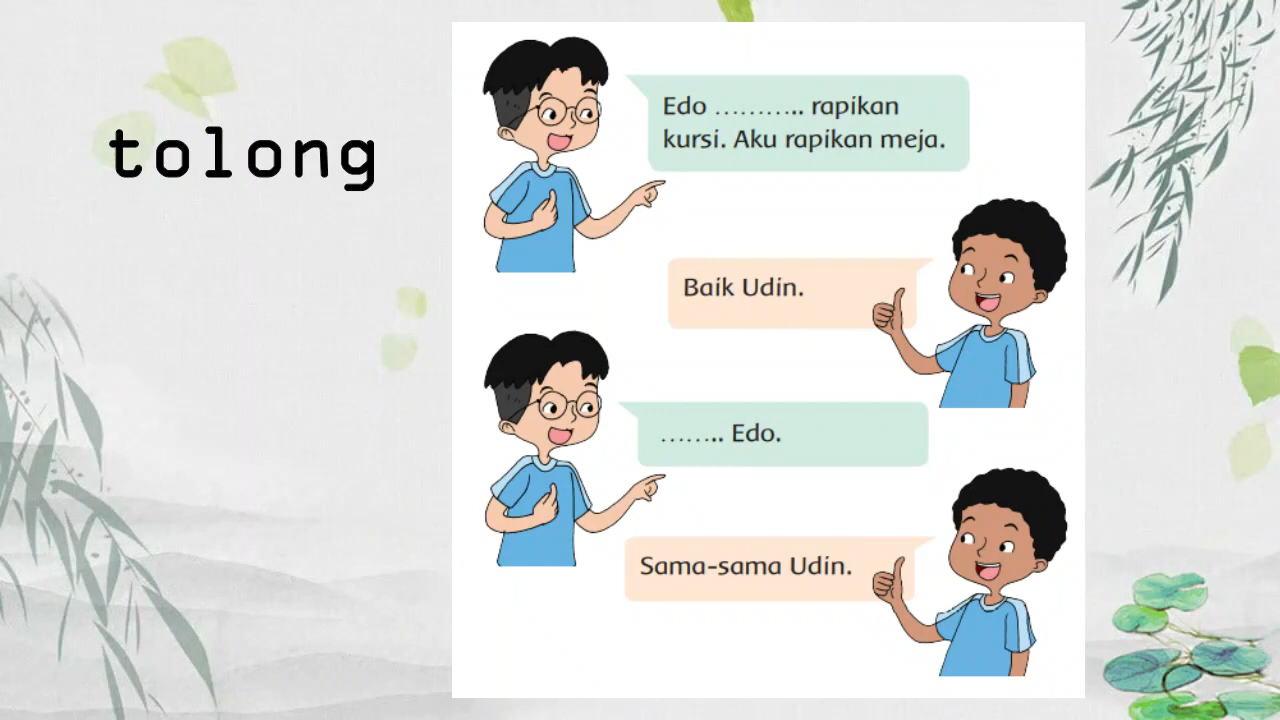 tolong
Edo ……….. rapikan
kursi. Aku rapikan meja.
Baik Udin.
…….. Edo.
Sama-sama Udin.